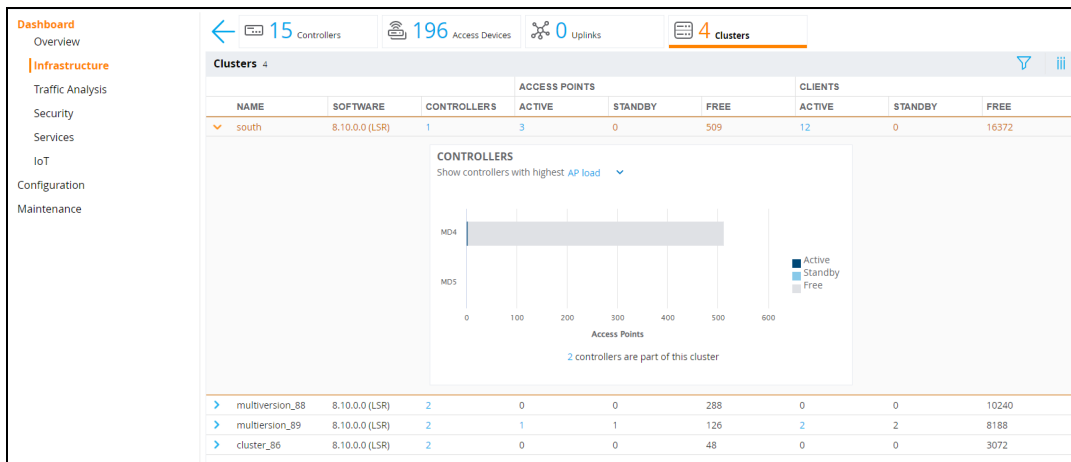 Dashboard
Overview
Infrastructure
Traffic Analysis
Security
Services
IoT
Configuration
Maintenance
15 Controllers 196 Access Devices 0 Uplinks 4 Clusters
Clusters 4
ACCESS POINTS CLIENTS
NAME SOFTWARE CONTROLLERS ACTIVE STANDBY FREE ACTIVE STANDBY FREE
south 8.10.0.0 (LSR) 1 3 0 509 12 0 16372
CONTROLLERS
Show controllers with highest AP load
MD4
MD5
Active
Standby
Free
0 100 200 300 400 500 600
Access Points
2 controllers are part of this cluster
multiversion_88 8.10.0.0 (LSR) 2 0 0 288 0 0 10240
multiersion_89 8.10.0.0 (LSR) 2 1 1 126 2 2 8188
cluster_86 8.10.0.0 (LSR) 2 0 0 48 0 0 3072